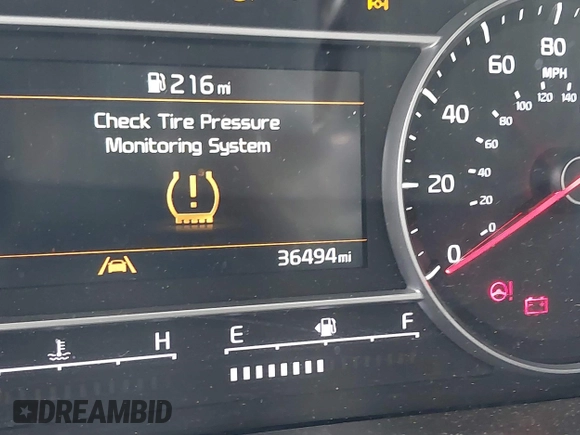 216 mi
Check Tire Pressure
Monitoring System
36494 mi
H
E
F
0
20
40
60
80
MPH
0
20
40
60
80
100
120
140
DREAMBID